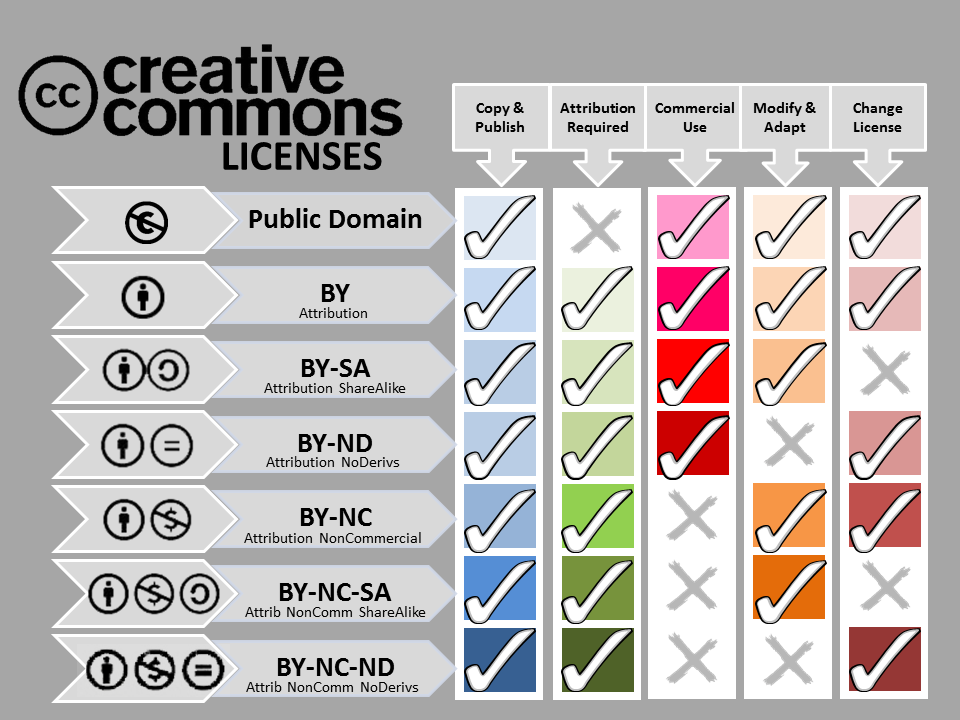 cc creative
commons
LICENSES
Copy &
Publish
Attribution
Required
Commercial
Use
Modify &
Adapt
Change
License
Public Domain
BY
Attribution
BY-SA
Attribution ShareAlike
BY-ND
Attribution NoDerivs
BY-NC
Attribution NonCommercial
BY-NC-SA
Attrib NonComm ShareAlike
BY-NC-ND
Attrib NonComm NoDerivs